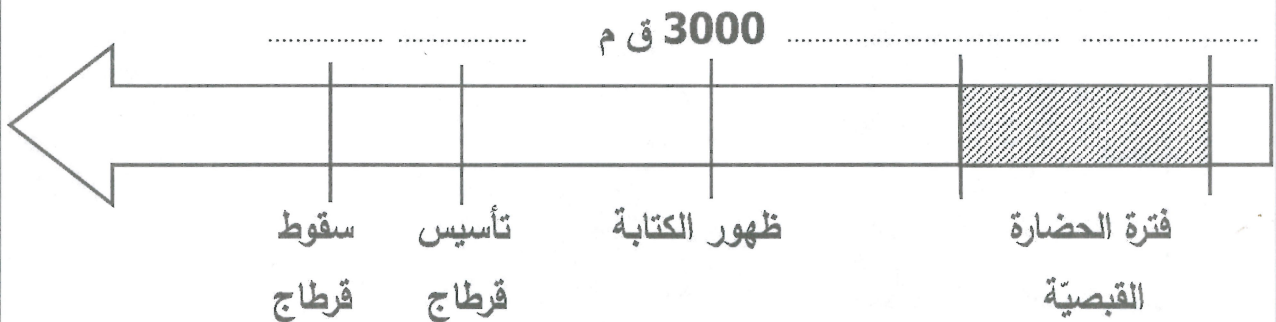 .................... .................... 3000 ق م .................... ....................
فترة الحضارة ظهور الكتابة تأسيس سقوط
القبصيّة قرطاج قرطاج